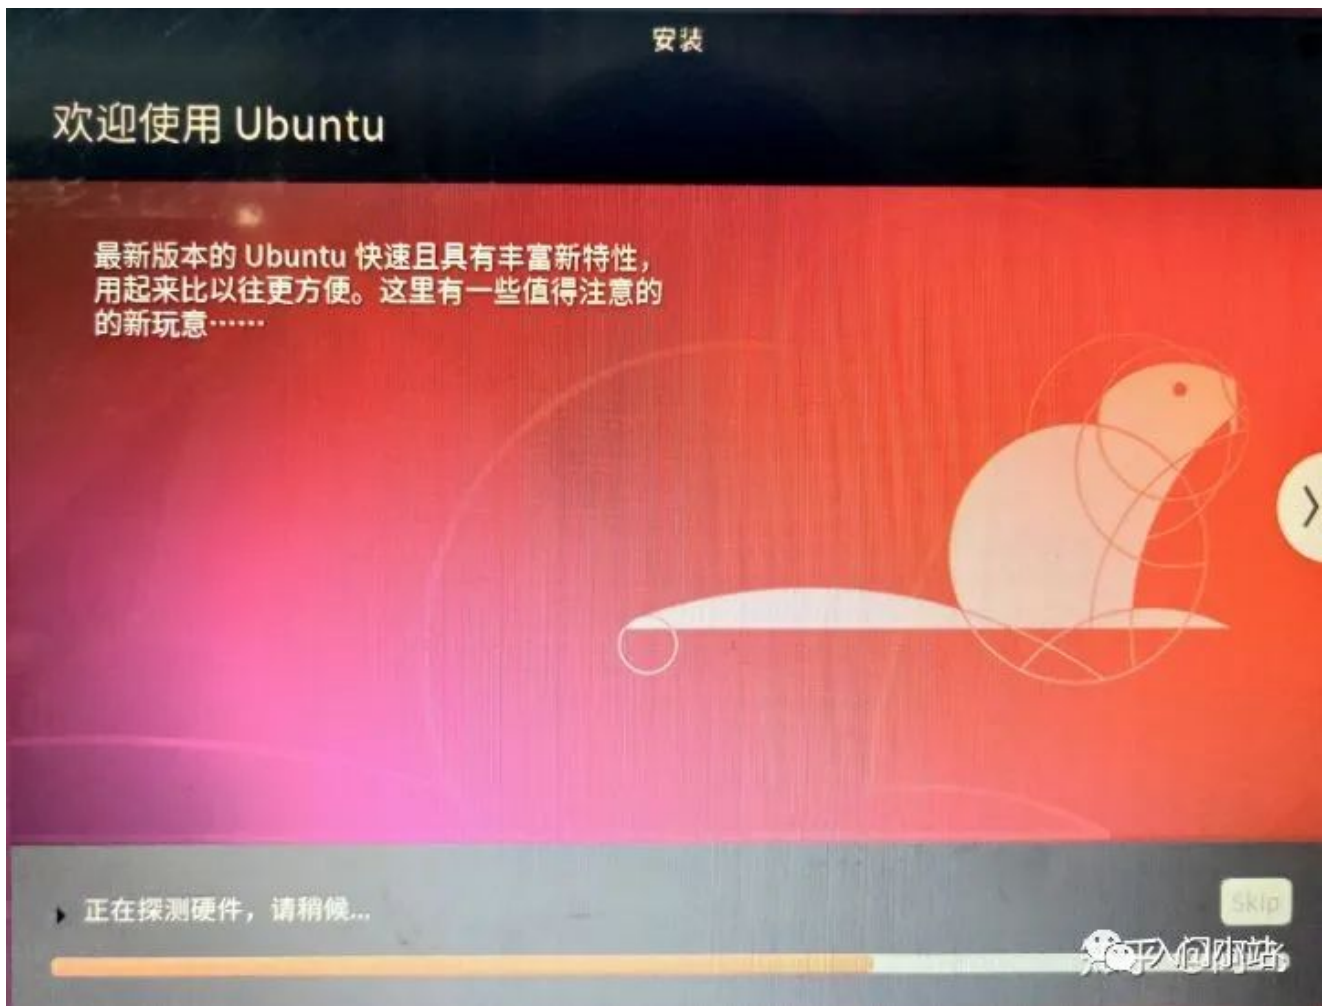 安装
欢迎使用 Ubuntu
最新版本的 Ubuntu 快速且具有丰富新特性，
用起来比以往更方便。这里有一些值得注意的
的新玩意……
正在探测硬件，请稍候...
Skip